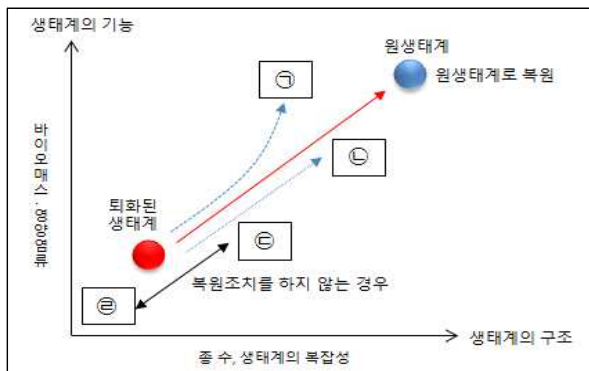 생태계의 기능
원생태계
원생태계로 복원
㉠
㉡
바이오매스·영양염류
퇴화된
생태계
㉢
복원조치를 하지 않는 경우
㉣
생태계의 구조
종 수, 생태계의 복잡성